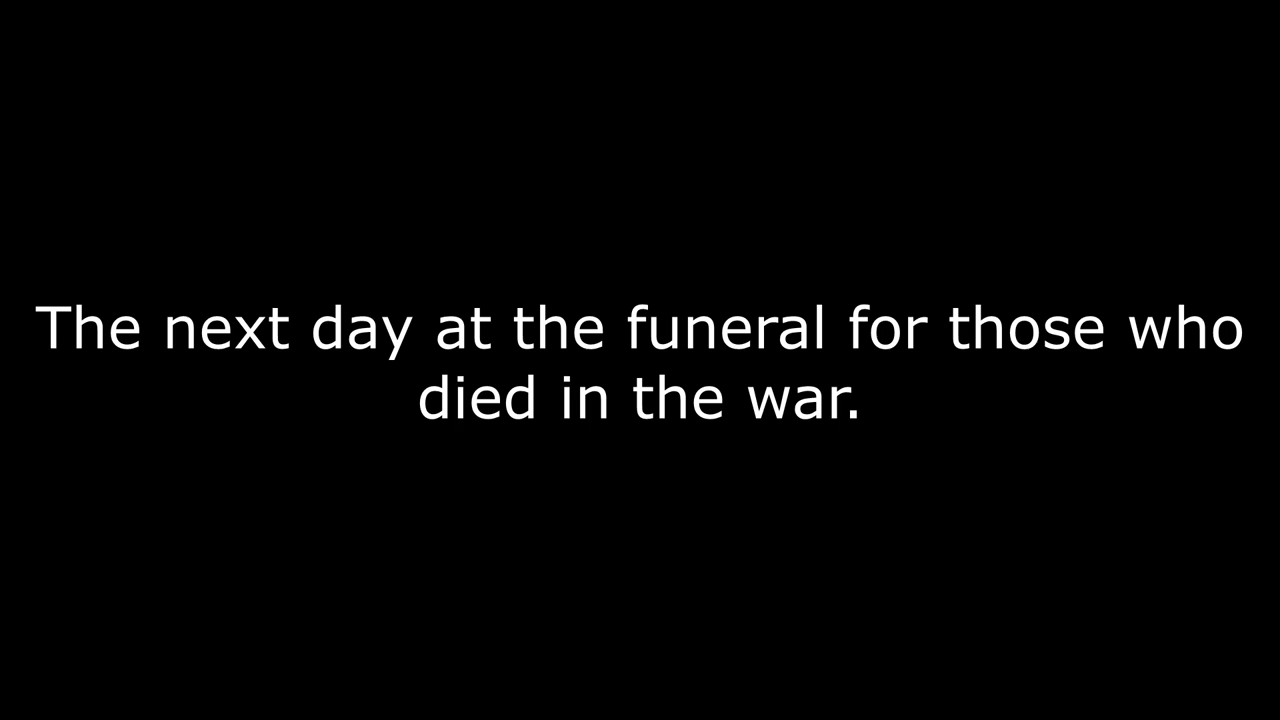 The next day at the funeral for those who
died in the war.